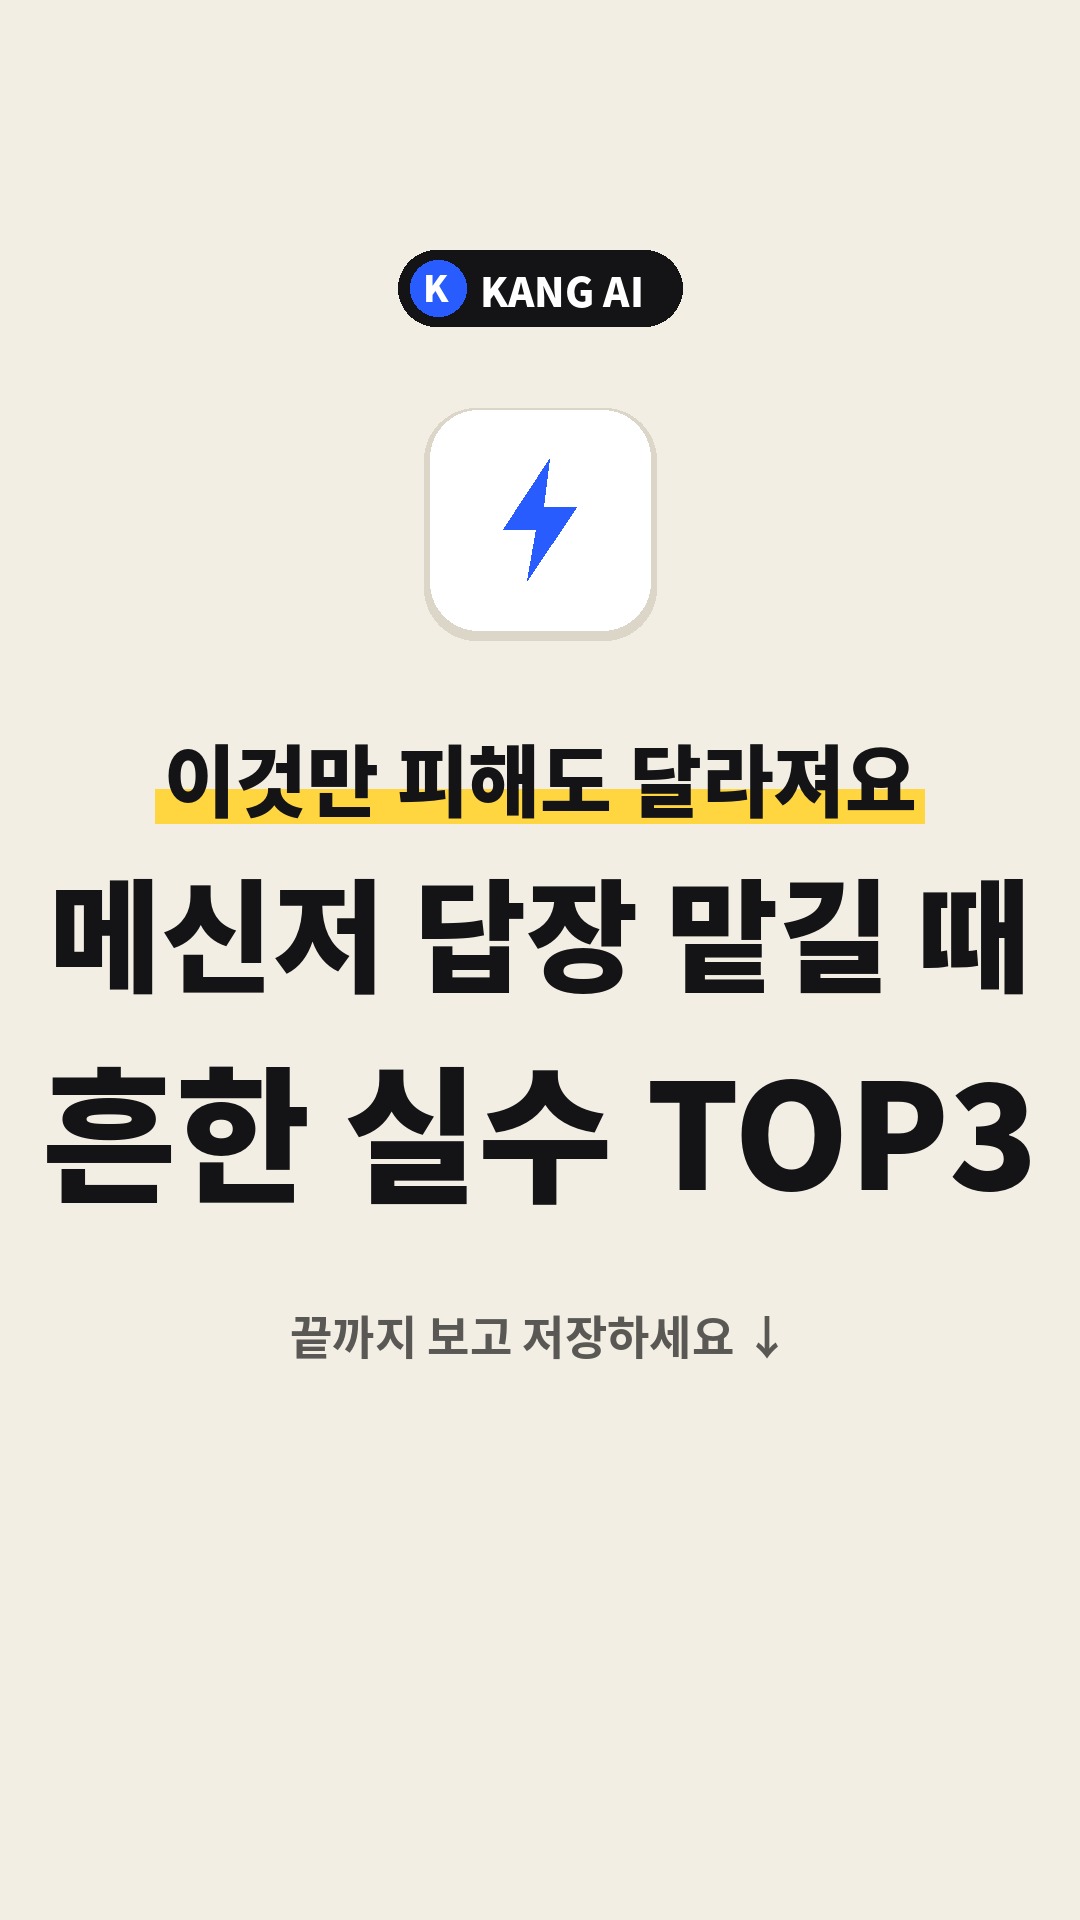 K KANG AI
이것만 피해도 달라져요
메신저 답장 맡길 때
흔한 실수 TOP3
끝까지 보고 저장하세요 ↓